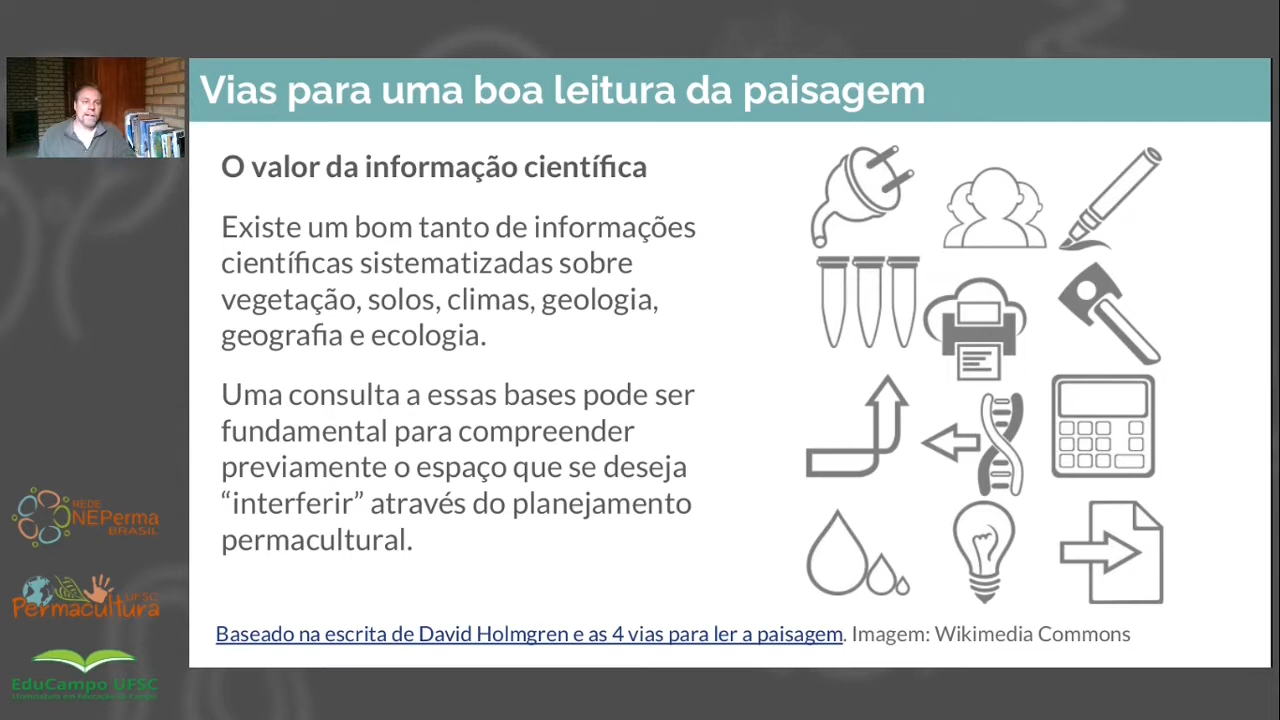 Vias para uma boa leitura da paisagem
O valor da informação científica
Existe um bom tanto de informações
científicas sistematizadas sobre
vegetação, solos, climas, geologia,
geografia e ecologia.
Uma consulta a essas bases pode ser
fundamental para compreender
previamente o espaço que se deseja
“interferir” através do planejamento
permacultural.
Baseado na escrita de David Holmgren e as 4 vias para ler a paisagem. Imagem: Wikimedia Commons
REDE
NEPerma
BRASIL
UFSC
Permacultura
EduCampo UFSC